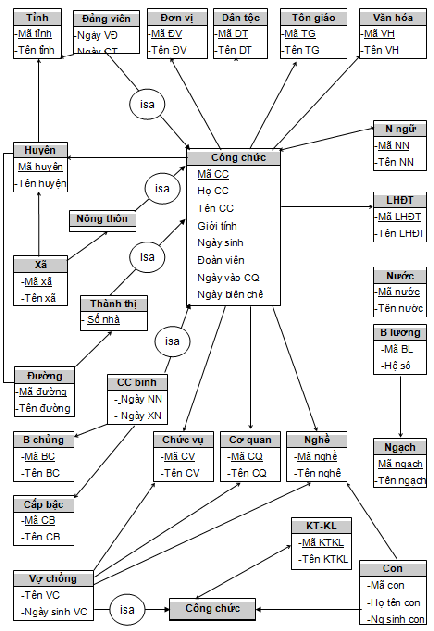 Tỉnh
-Mã tỉnh
-Tên tỉnh
Đảng viên
-Ngày VĐ
-Ngày CT
Đơn vị
- Mã ĐV
-Tên ĐV
Dân tộc
-Mã DT
-Tên DT
Tôn giáo
-Mã TG
-Tên TG
Văn hóa
-Mã VH
-Tên VH
isa
Huyện
Mã huyện
-Tên huyện
Công chức
Mã CC
Họ CC
Tên CC
Giới tính
Ngày sinh
Đoàn viên
Ngày vào CQ
Ngày biên chế
N ngữ
-Mã NN
-Tên NN
isa
LHĐT
-Mã LHĐT
-Tên LHĐT
Nông thôn
isa
Xã
-Mã xã
-Tên xã
Nước
-Mã nước
-Tên nước
Thành thị
- Số nhà
isa
B lương
-Mã BL
-Hệ số
Đường
-Mã đường
-Tên đường
CC binh
- Ngày NN
- Ngày XN
B chủng
-Mã BC
-Tên BC
Chức vụ
-Mã CV
-Tên CV
Cơ quan
-Mã CQ
-Tên CQ
Nghề
-Mã nghề
-Tên nghề
Ngạch
-Mã ngạch
-Tên ngạch
Cấp bậc
-Mã CB
-Tên CB
KT-KL
-Mã KTKL
-Tên KTKL
Vợ chồng
-Tên VC
-Ngày sinh VC
isa
Công chức
Con
-Mã con
-Họ tên con
-Ng sinh con